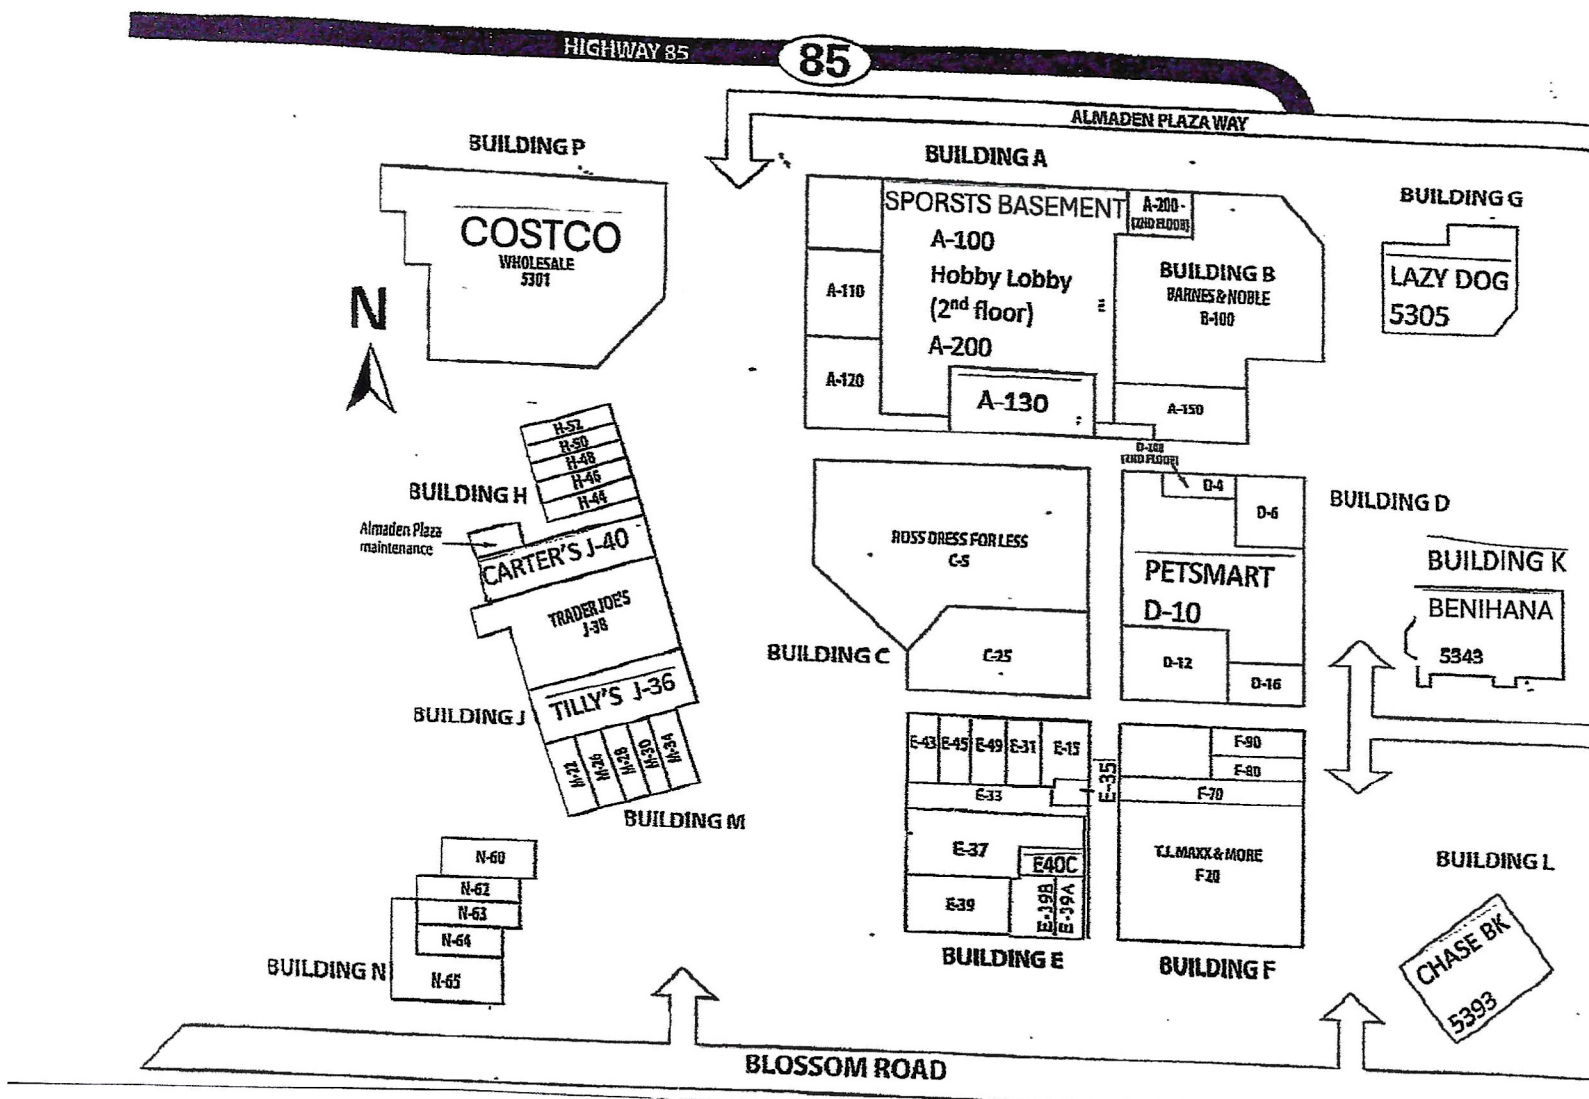 HIGHWAY 85
85
ALMADEN PLAZA WAY
BUILDING P
COSTCO
WHOLESALE
5301
N
BUILDING A
SPORSTS BASEMENT
A-100
Hobby Lobby
(2nd floor)
A-200
A-110
A-120
A-130
A-200
(2ND FLOOR)
BUILDING B
BARNES & NOBLE
B-100
A-150
BUILDING G
LAZY DOG
5305
H-52
H-50
H-48
H-46
H-44
BUILDING H
Almaden Plaza
maintenance
CARTER'S J-40
TRADER JOE'S
J-38
TILLY'S J-36
BUILDING J
M-22
M-26
M-28
M-30
M-34
BUILDING M
ROSS DRESS FOR LESS
C-5
C-25
BUILDING C
(2ND FLOOR)
D-4
D-6
PETSMART
D-10
D-12
D-16
BUILDING D
BUILDING K
BENIHANA
5343
E-43
E-45
E-49
E-31
E-15
E-35
E-33
E-37
E40C
E-39
E-39B
E-39A
BUILDING E
F-90
F-80
F-70
T.J. MAXX & MORE
F20
BUILDING F
BUILDING L
CHASE BK
5393
N-60
N-62
N-63
N-64
N-65
BUILDING N
BLOSSOM ROAD